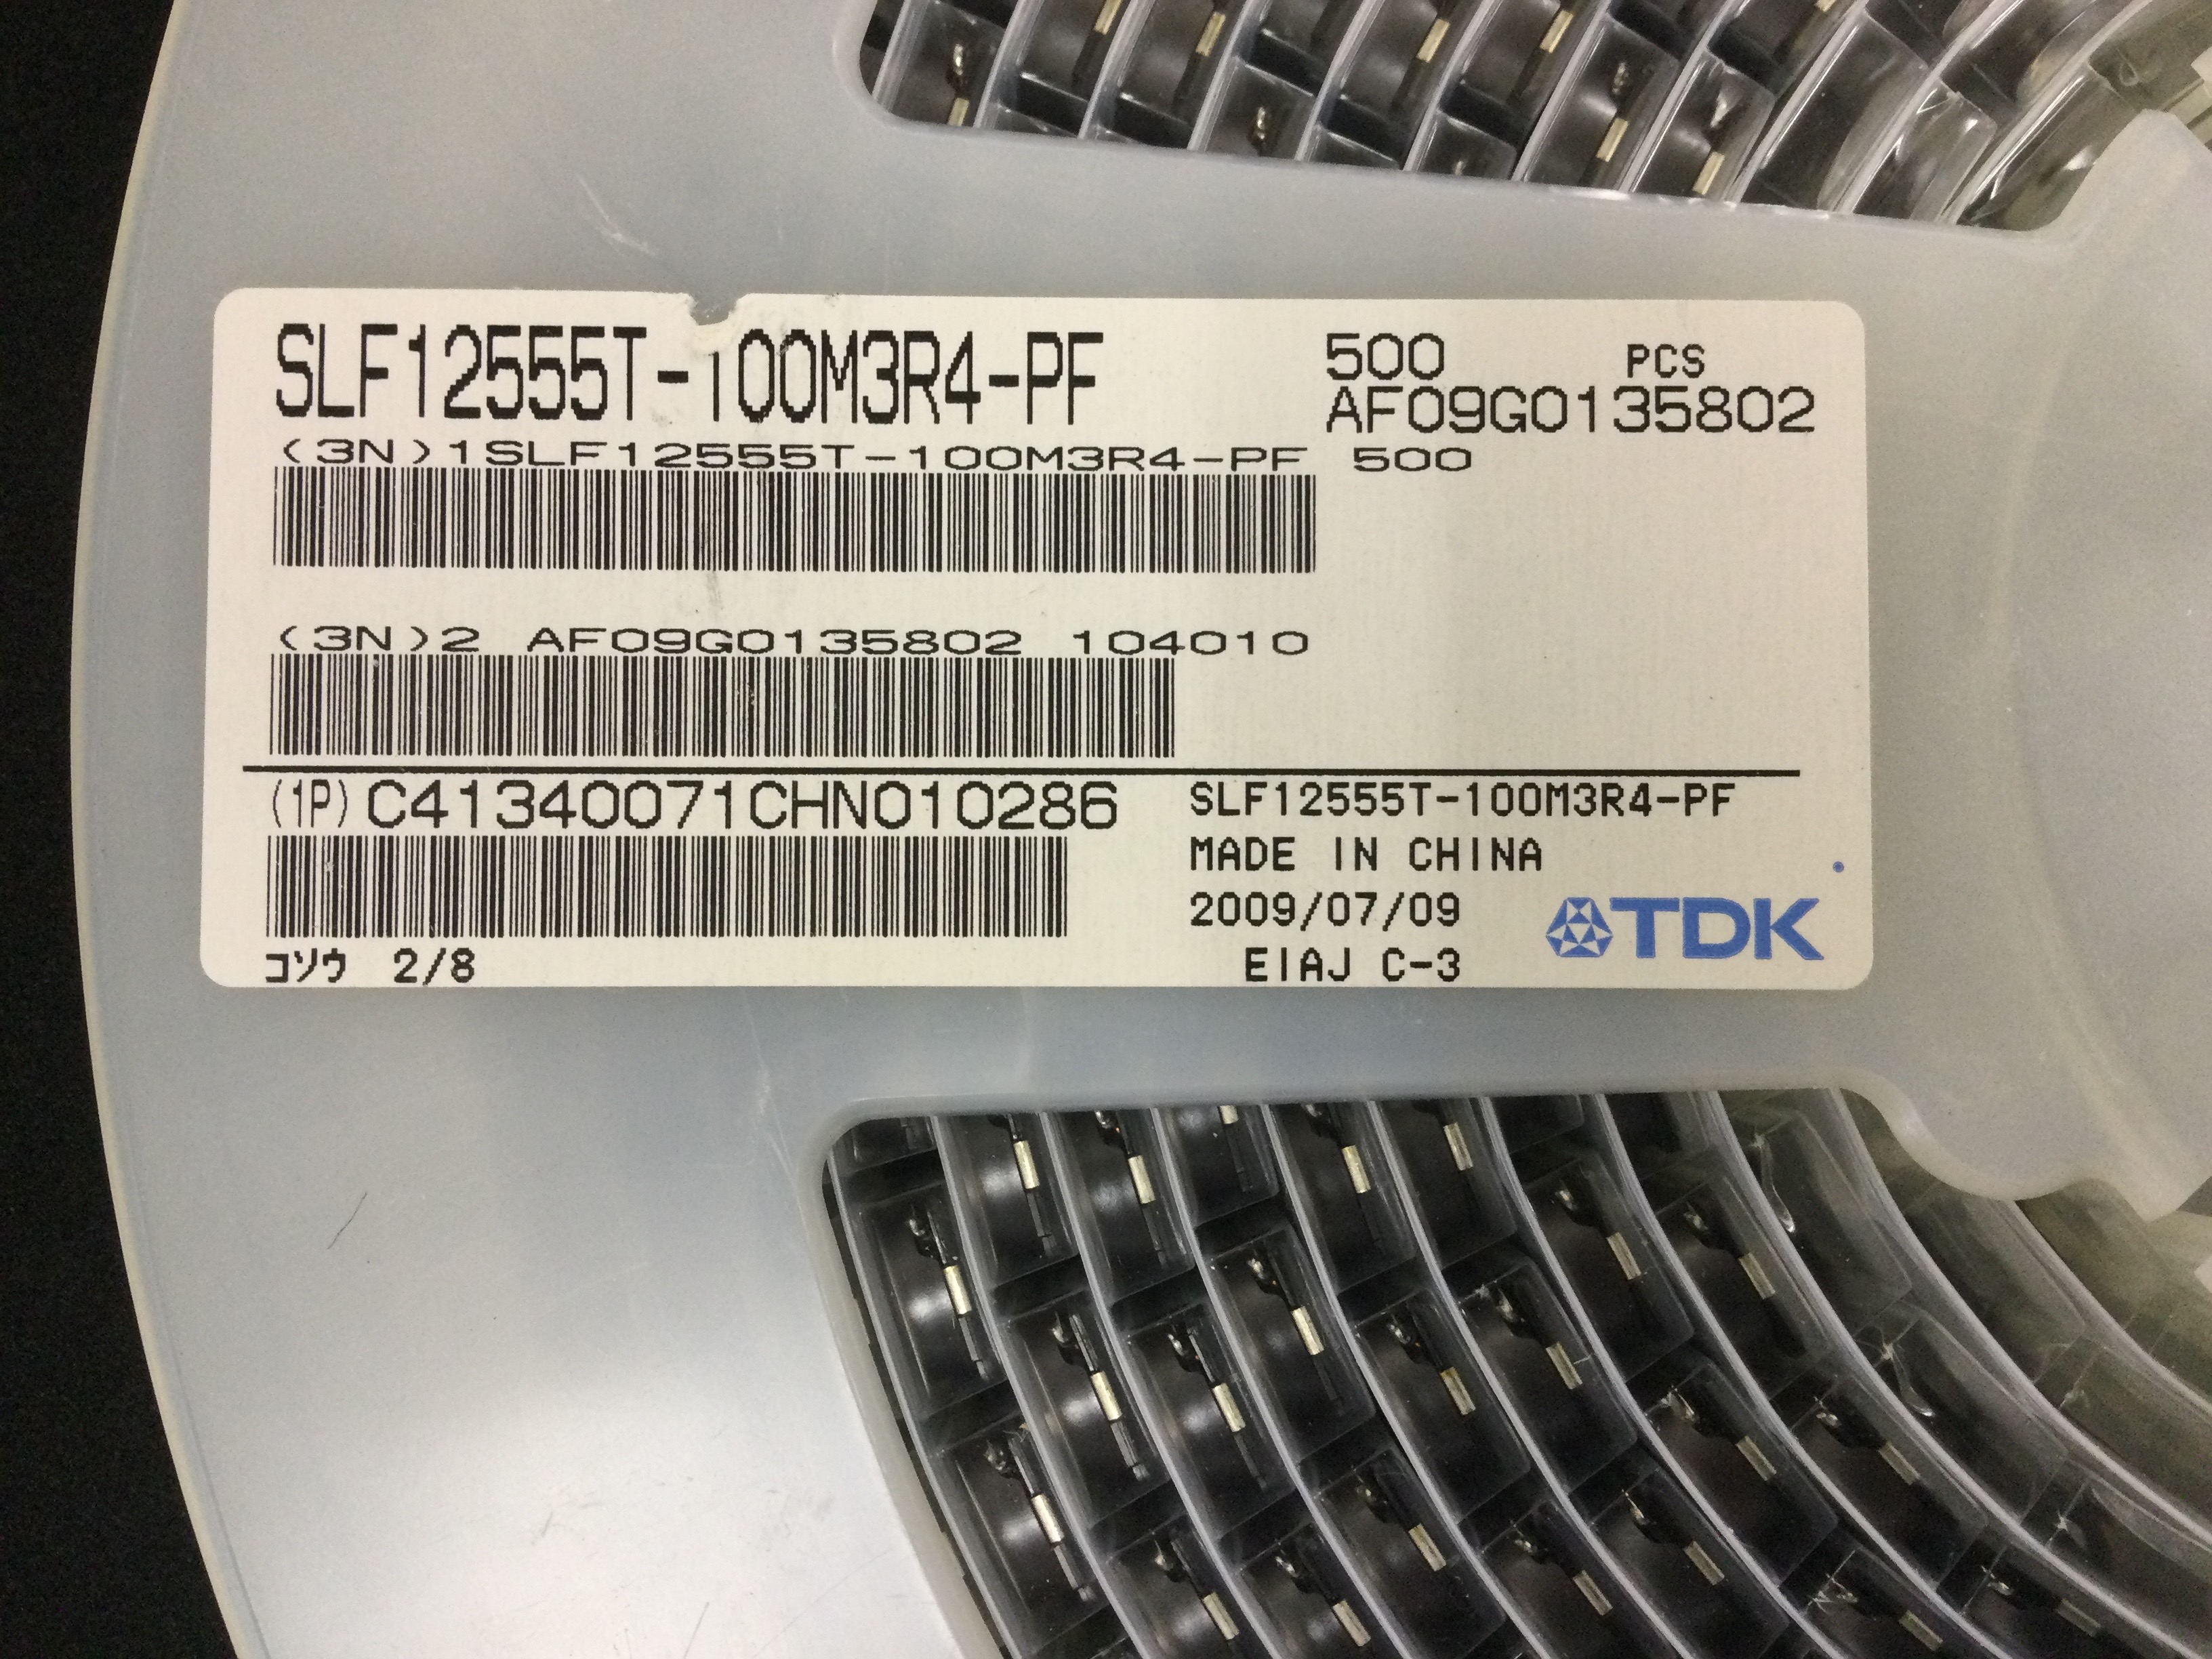 SLF12555T-100M3R4-PF
500 PCS
AF09G0135802
(3N)1SLF12555T-100M3R4-PF 500
(3N)2 AF09G0135802 104010
(1P)C41340071CHN010286
SLF12555T-100M3R4-PF
MADE IN CHINA
2009/07/09
TDK
コソウ 2/8
EIAJ C-3